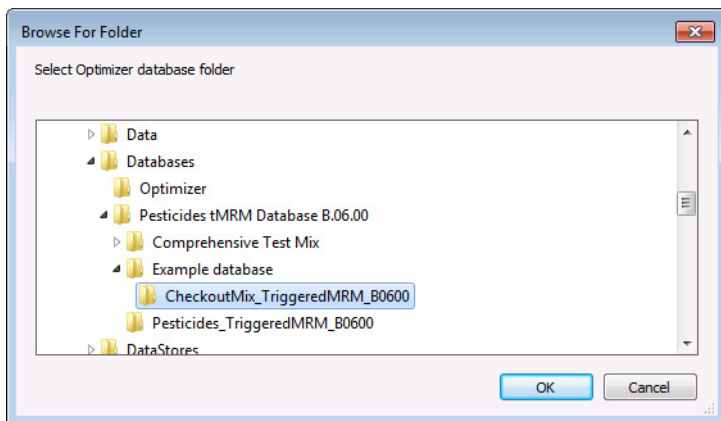 Browse For Folder
Select Optimizer database folder
Data
Databases
Optimizer
Pesticides tMRM Database B.06.00
Comprehensive Test Mix
Example database
CheckoutMix_TriggeredMRM_B0600
Pesticides_TriggeredMRM_B0600
DataStores
OK Cancel